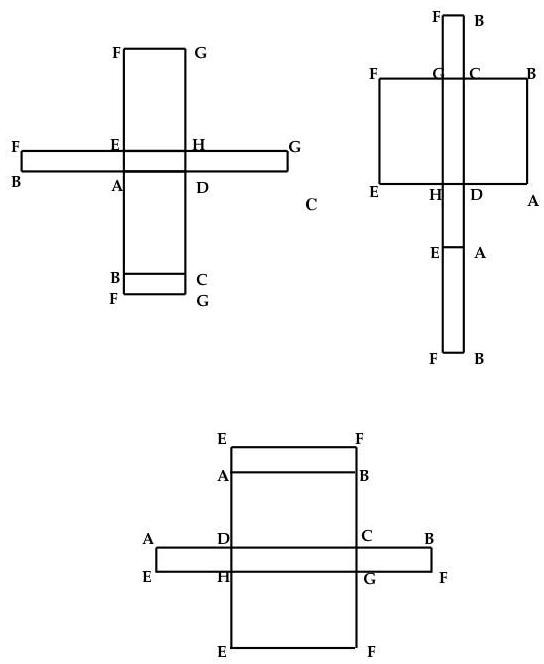 F G
F E H G
B A D
C
B C
F G
F B
F G C B
E H D A
E A
F B
E F
A B
A D C B
E H G F
E F